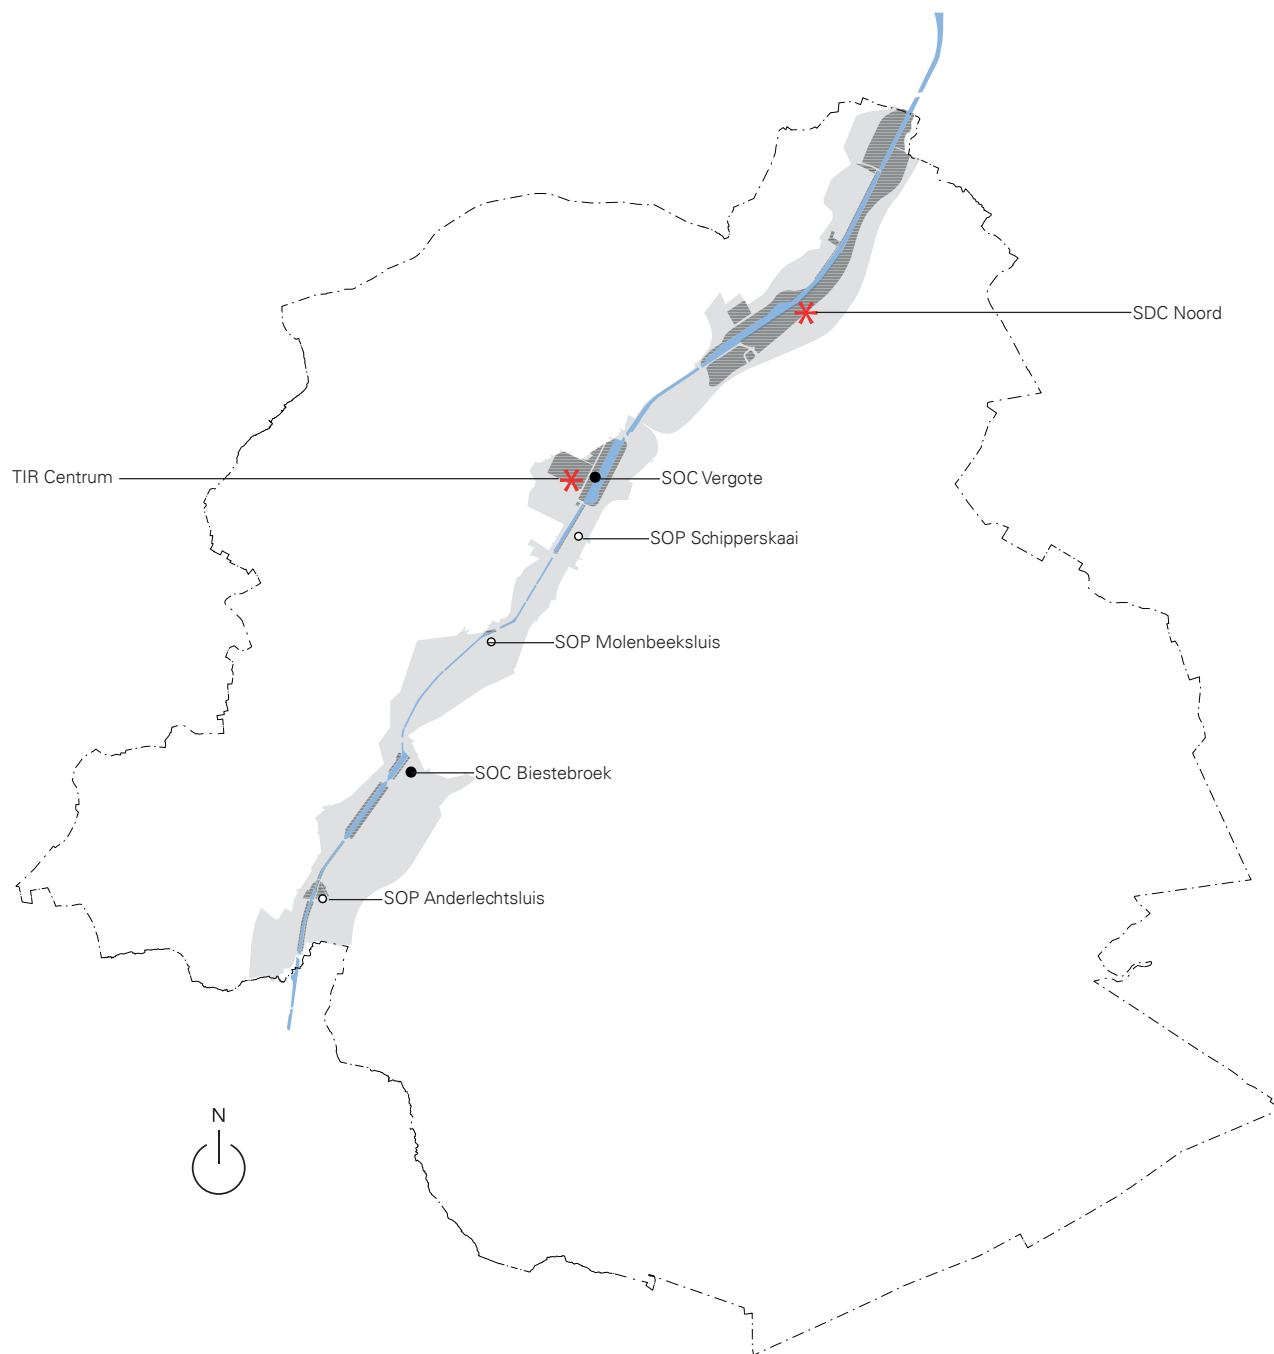 SDC Noord
TIR Centrum
SOC Vergote
SOP Schipperskaai
SOP Molenbeeksluis
SOC Biestebroek
SOP Anderlechtsluis
N